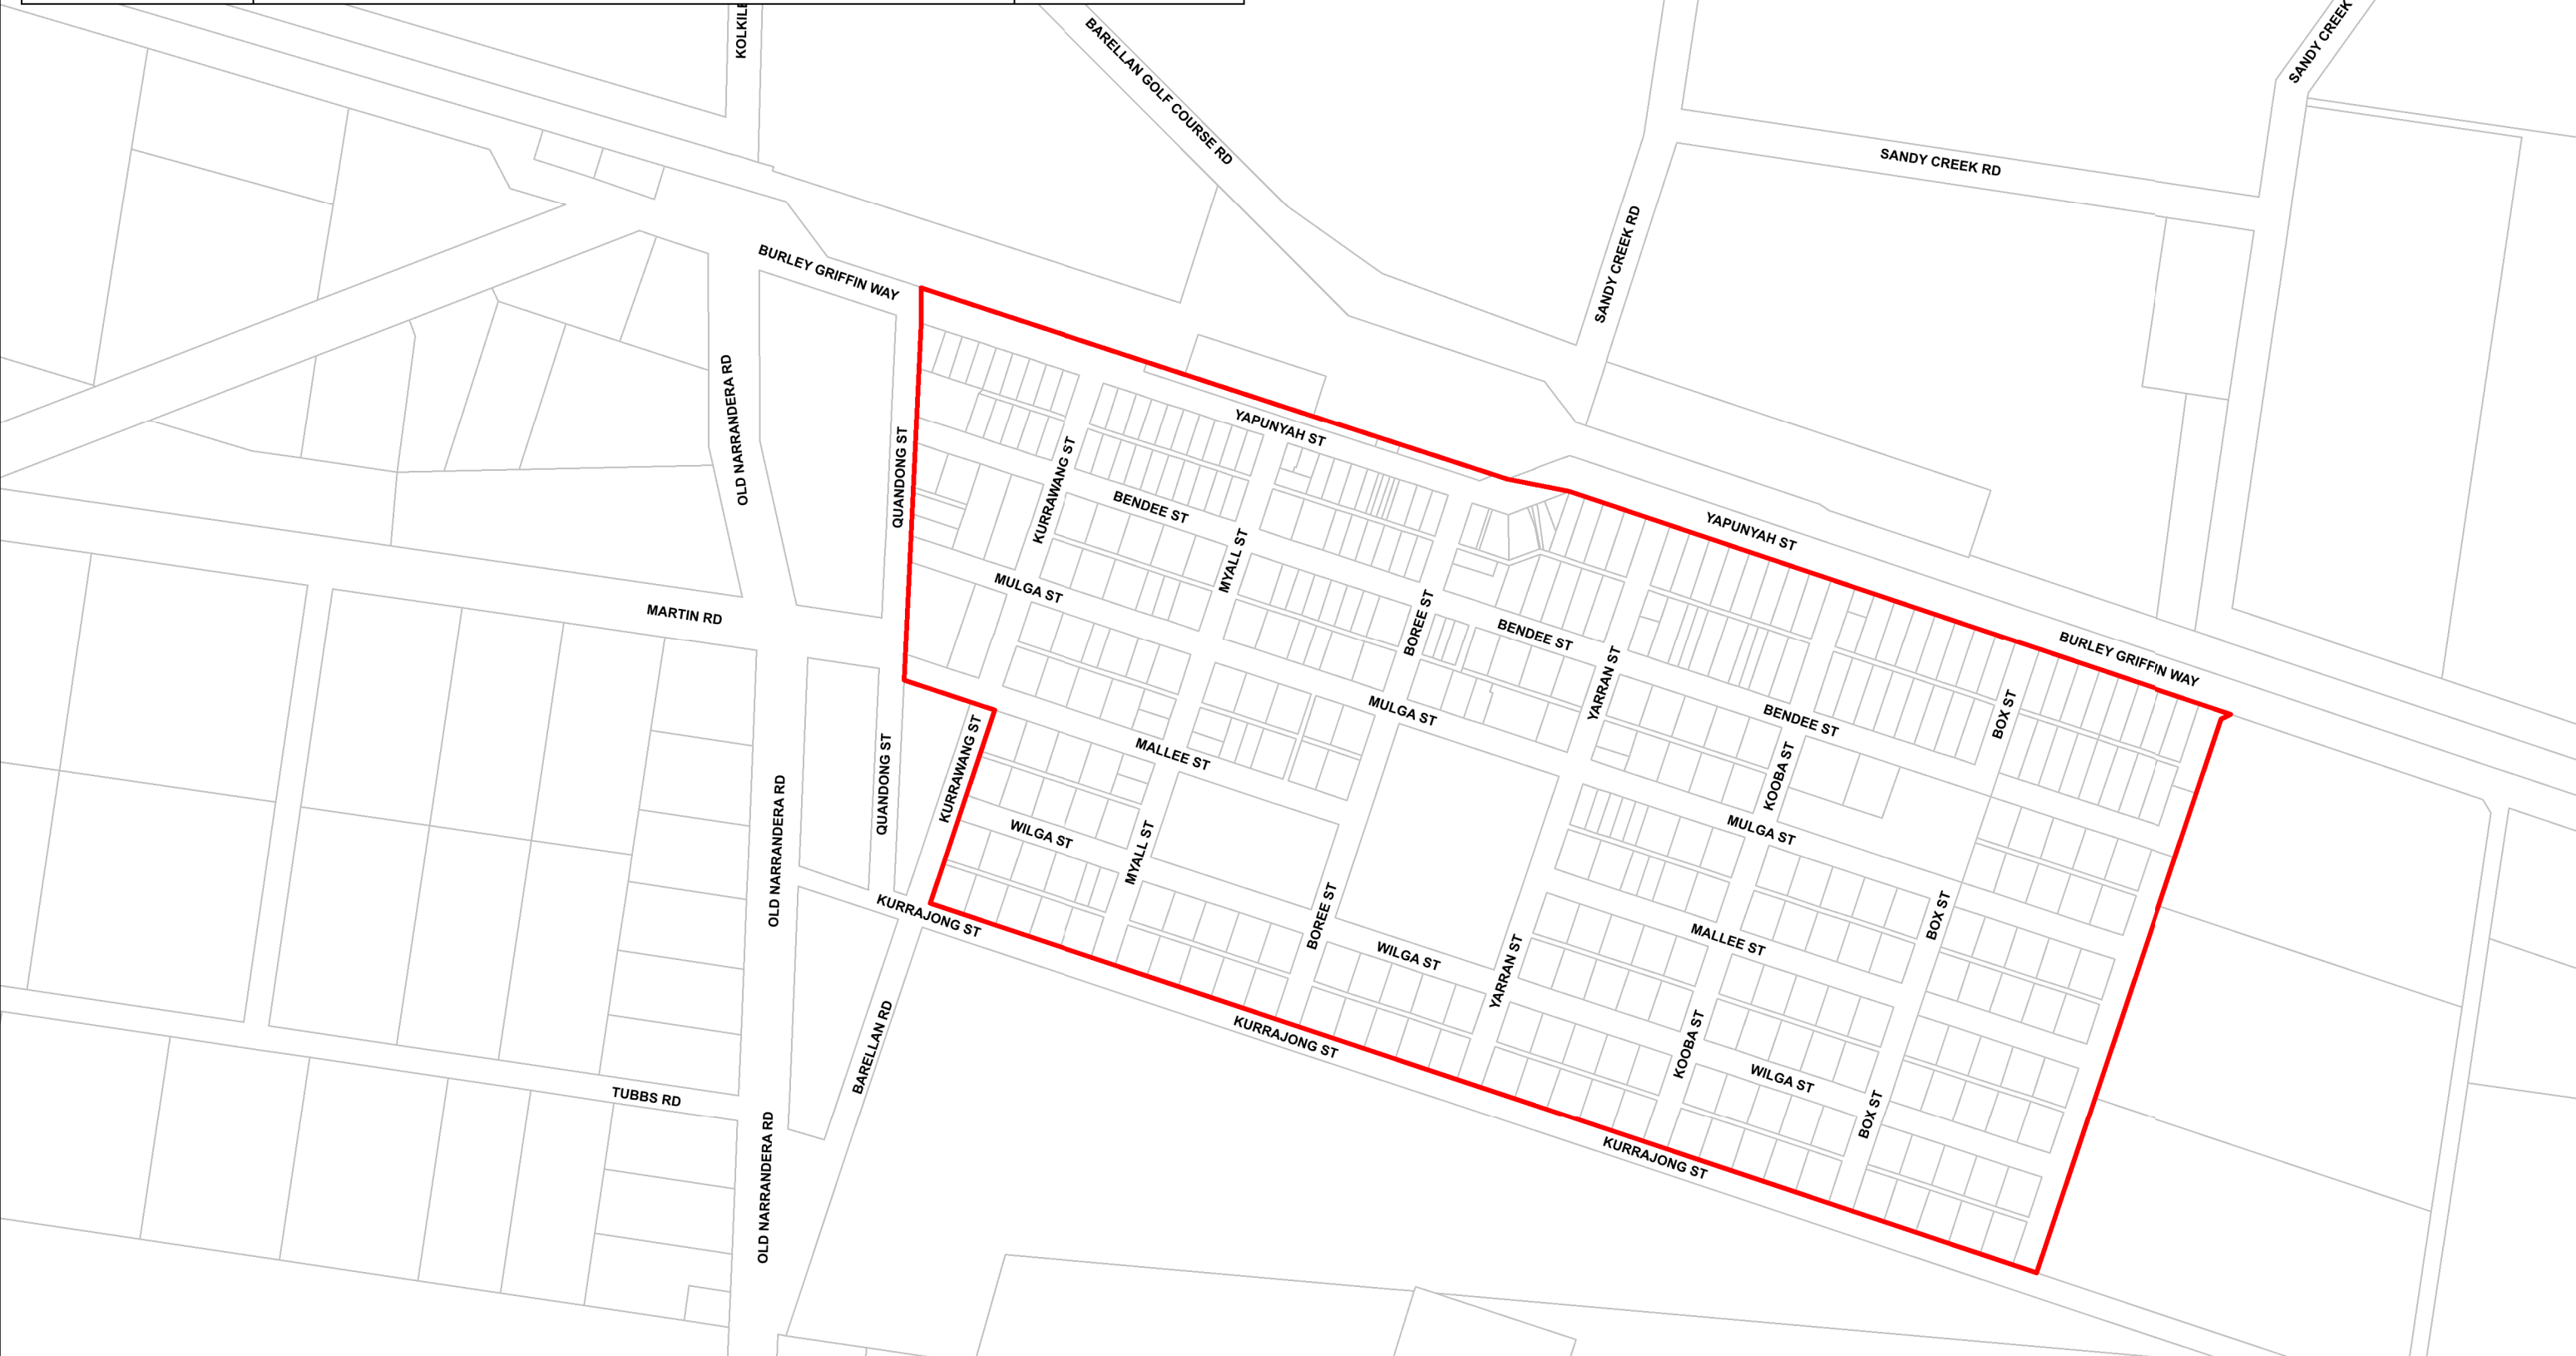 KOLKILE
BARELLAN GOLF COURSE RD
SANDY CREEK
SANDY CREEK RD
SANDY CREEK RD
BURLEY GRIFFIN WAY
OLD NARRANDERA RD
QUANDONG ST
KURRAWANG ST
YAPUNYAH ST
BENDEE ST
MYALL ST
YAPUNYAH ST
MULGA ST
MARTIN RD
BOREE ST
BENDEE ST
YARRAN ST
BURLEY GRIFFIN WAY
MULGA ST
BENDEE ST
BOX ST
KURRAWANG ST
MALLEE ST
QUANDONG ST
KOOBA ST
OLD NARRANDERA RD
WILGA ST
MYALL ST
MULGA ST
KURRAJONG ST
BOREE ST
BOX ST
WILGA ST
MALLEE ST
YARRAN ST
BARELLAN RD
KURRAJONG ST
KOOBA ST
WILGA ST
TUBBS RD
BOX ST
OLD NARRANDERA RD
KURRAJONG ST